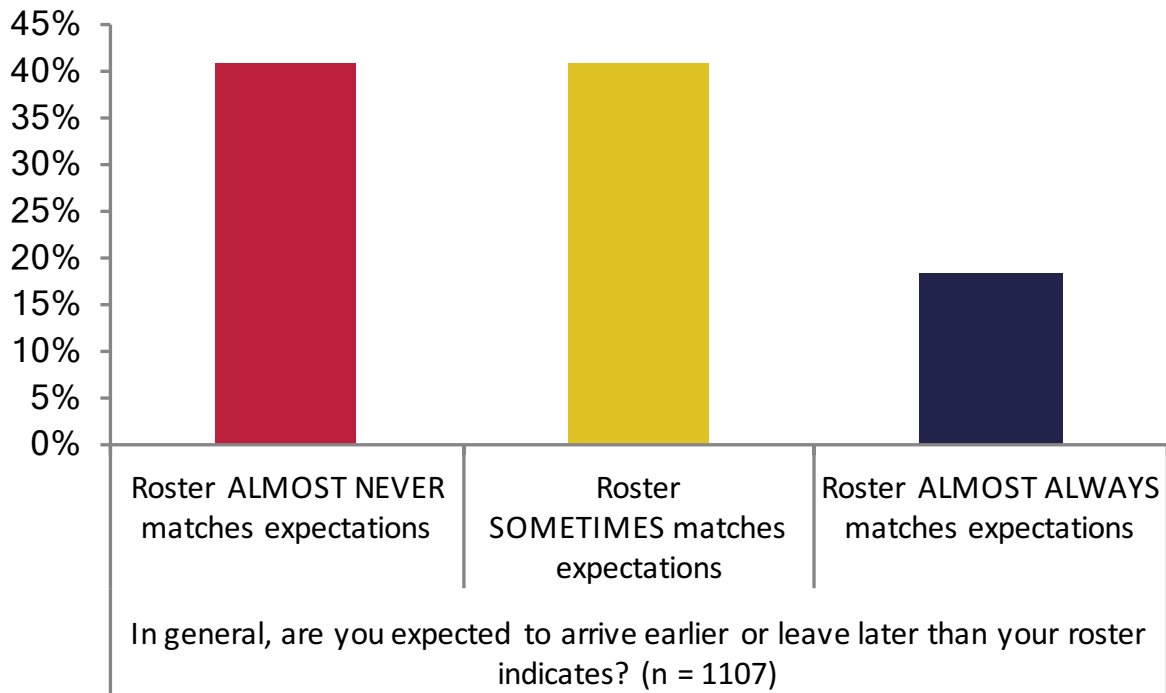 45%
40%
35%
30%
25%
20%
15%
10%
5%
0%
Roster ALMOST NEVER
matches expectations
Roster
SOMETIMES matches
expectations
Roster ALMOST ALWAYS
matches expectations
In general, are you expected to arrive earlier or leave later than your roster
indicates? (n = 1107)